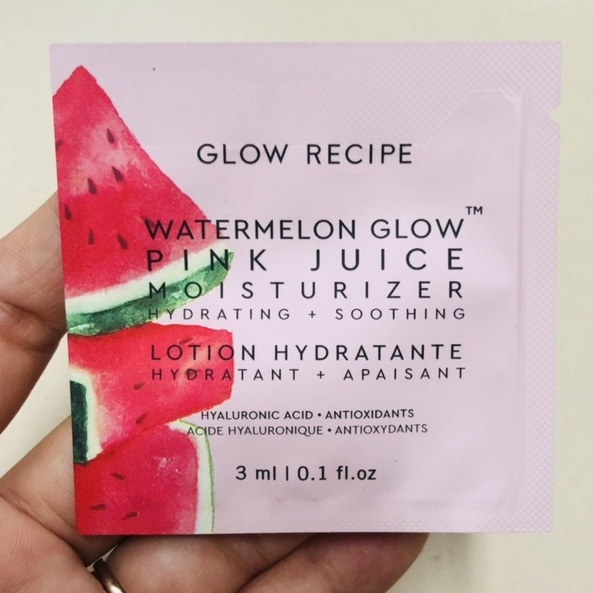 GLOW RECIPE
WATERMELON GLOW™
PINK JUICE
MOISTURIZER
HYDRATING + SOOTHING
LOTION HYDRATANTE
HYDRATANT + APAISANT
HYALURONIC ACID • ANTIOXIDANTS
ACIDE HYALURONIQUE • ANTIOXYDANTS
3 ml | 0.1 fl.oz